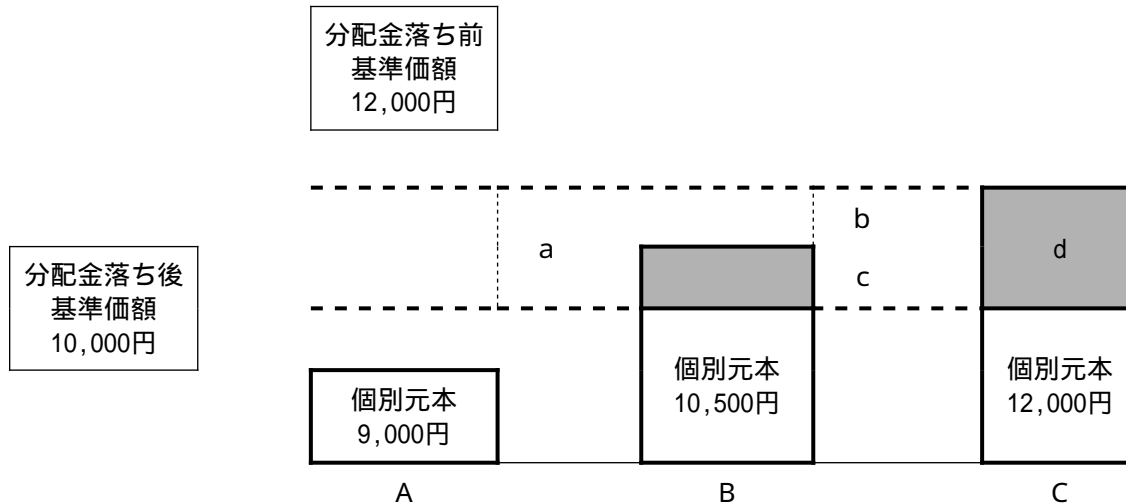 分配金落ち前
基準価額
12,000円
b
a
d
c
分配金落ち後
基準価額
10,000円
個別元本
9,000円
個別元本
10,500円
個別元本
12,000円
A
B
C